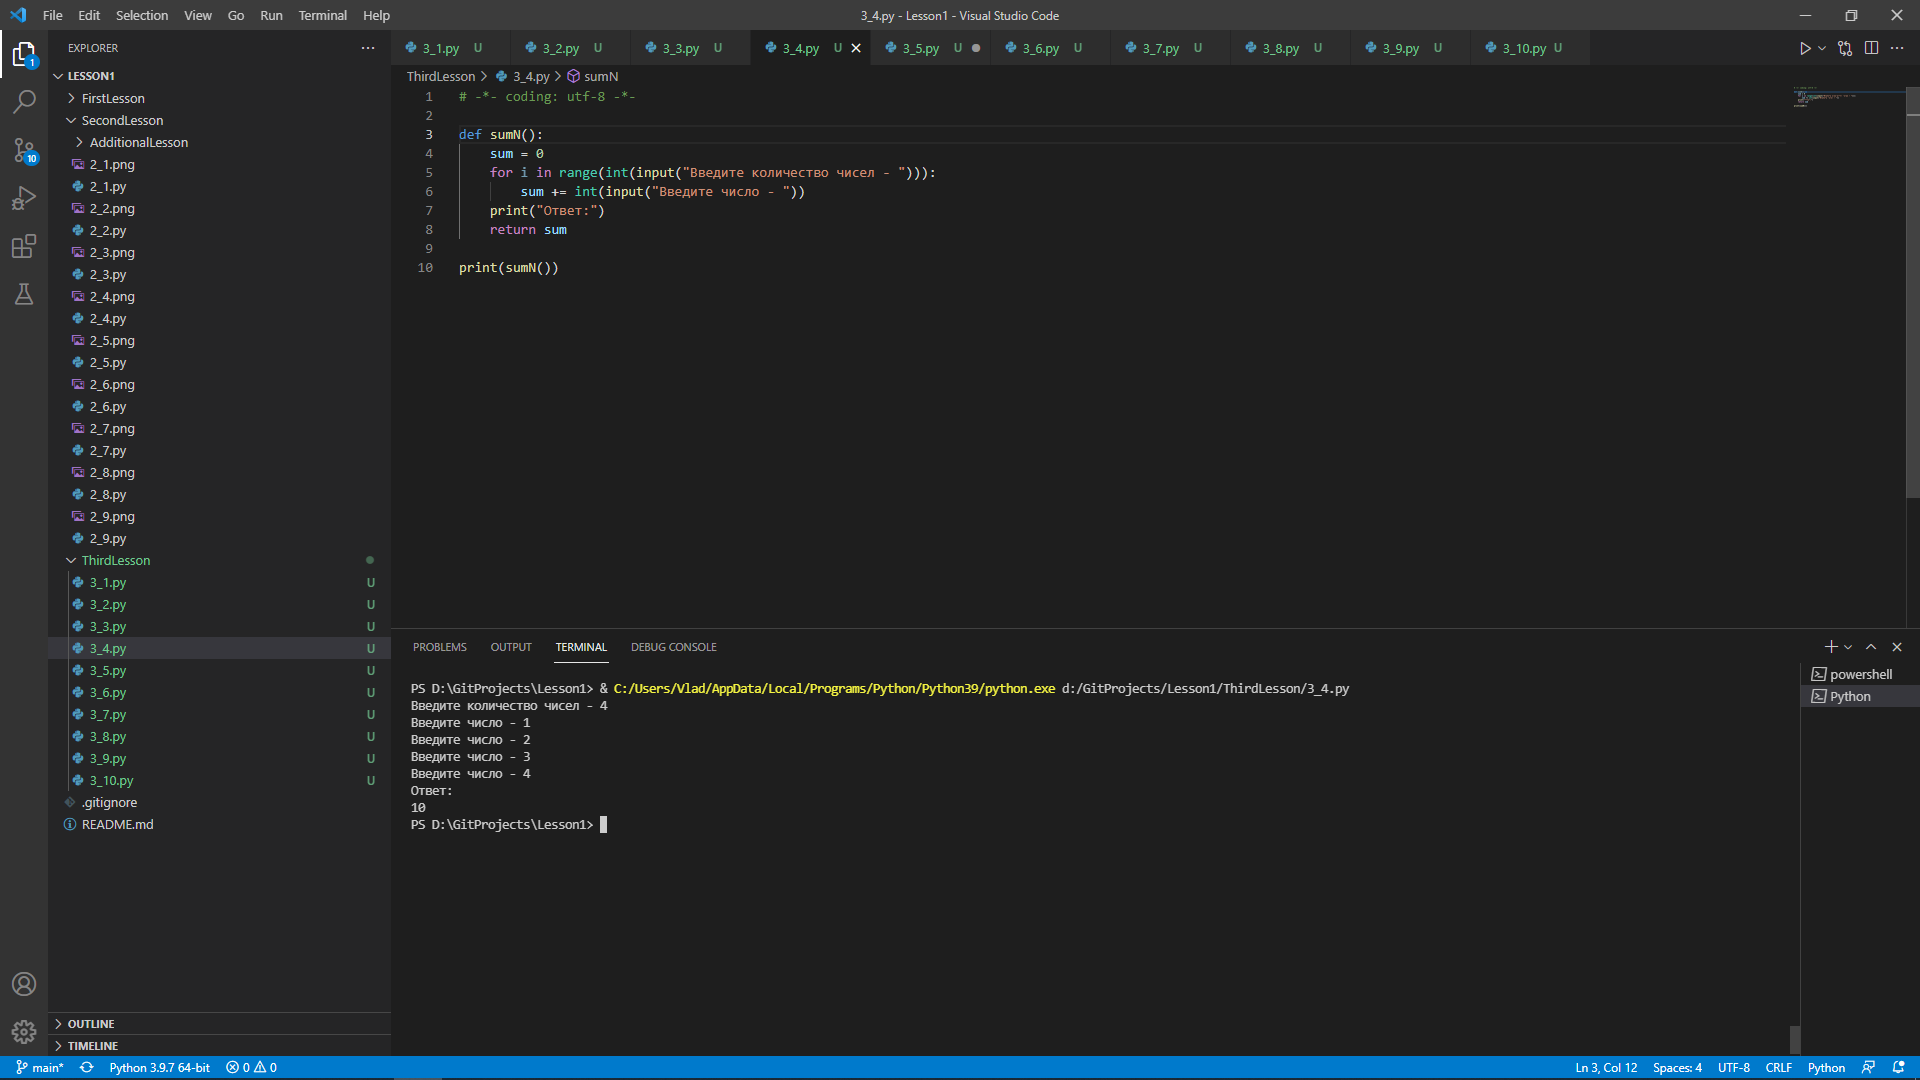 File Edit Selection View Go Run Terminal Help
3_4.py - Lesson1 - Visual Studio Code
EXPLORER
LESSON1
FirstLesson
SecondLesson
AdditionalLesson
2_1.png
2_1.py
2_2.png
2_2.py
2_3.png
2_3.py
2_4.png
2_4.py
2_5.png
2_5.py
2_6.png
2_6.py
2_7.png
2_7.py
2_8.png
2_8.py
2_9.png
2_9.py
ThirdLesson
3_1.py U
3_2.py U
3_3.py U
3_4.py U
3_5.py U
3_6.py U
3_7.py U
3_8.py U
3_9.py U
3_10.py U
.gitignore
README.md
OUTLINE
TIMELINE
1
10
3_1.py U 3_2.py U 3_3.py U 3_4.py U 3_5.py U 3_6.py U 3_7.py U 3_8.py U 3_9.py U 3_10.py U
ThirdLesson > 3_4.py > sumN
1 # -*- coding: utf-8 -*-
2
3 def sumN():
4 sum = 0
5 for i in range(int(input("Введите количество чисел - "))):
6 sum += int(input("Введите число - "))
7 print("Ответ:")
8 return sum
9
10 print(sumN())
PROBLEMS OUTPUT TERMINAL DEBUG CONSOLE
PS D:\GitProjects\Lesson1> & C:/Users/Vlad/AppData/Local/Programs/Python/Python39/python.exe d:/GitProjects/Lesson1/ThirdLesson/3_4.py
Введите количество чисел - 4
Введите число - 1
Введите число - 2
Введите число - 3
Введите число - 4
Ответ:
10
PS D:\GitProjects\Lesson1>
powershell
Python
main* Python 3.9.7 64-bit 0 0
Ln 3, Col 12 Spaces: 4 UTF-8 CRLF Python